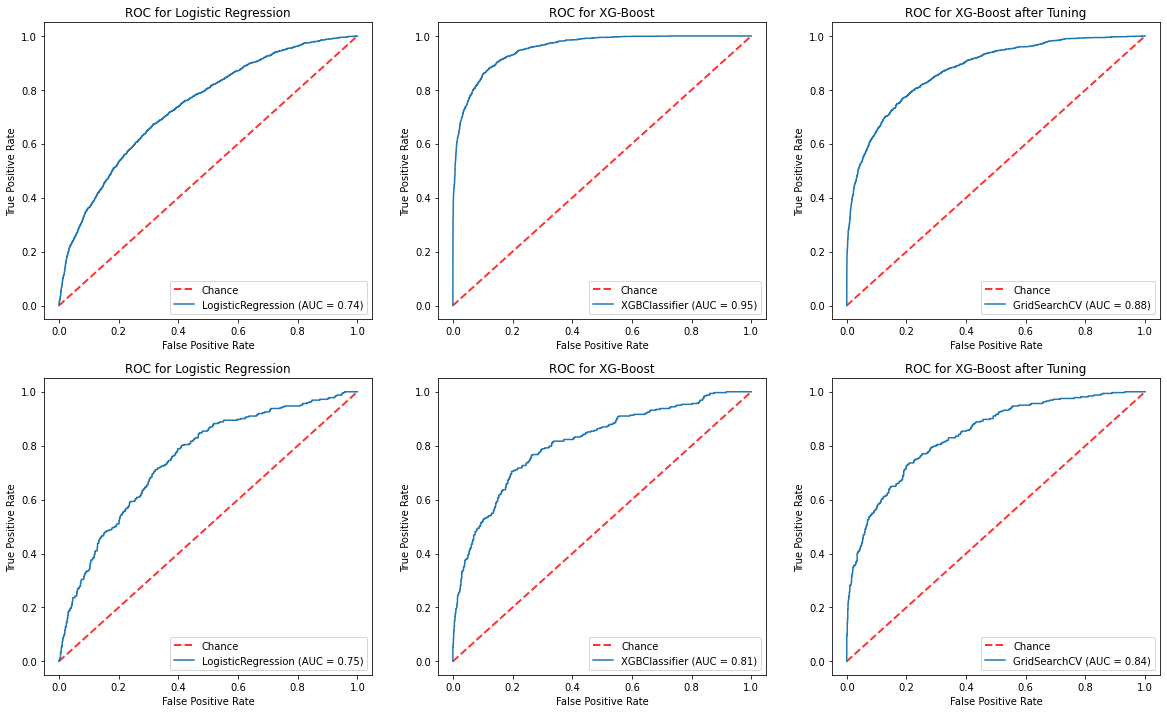 ROC for Logistic Regression
True Positive Rate
1.0
0.8
0.6
0.4
0.2
0.0
Chance
LogisticRegression (AUC = 0.74)
0.0 0.2 0.4 0.6 0.8 1.0
False Positive Rate
ROC for XG-Boost
True Positive Rate
1.0
0.8
0.6
0.4
0.2
0.0
Chance
XGBClassifier (AUC = 0.95)
0.0 0.2 0.4 0.6 0.8 1.0
False Positive Rate
ROC for XG-Boost after Tuning
True Positive Rate
1.0
0.8
0.6
0.4
0.2
0.0
Chance
GridSearchCV (AUC = 0.88)
0.0 0.2 0.4 0.6 0.8 1.0
False Positive Rate
ROC for Logistic Regression
True Positive Rate
1.0
0.8
0.6
0.4
0.2
0.0
Chance
LogisticRegression (AUC = 0.75)
0.0 0.2 0.4 0.6 0.8 1.0
False Positive Rate
ROC for XG-Boost
True Positive Rate
1.0
0.8
0.6
0.4
0.2
0.0
Chance
XGBClassifier (AUC = 0.81)
0.0 0.2 0.4 0.6 0.8 1.0
False Positive Rate
ROC for XG-Boost after Tuning
True Positive Rate
1.0
0.8
0.6
0.4
0.2
0.0
Chance
GridSearchCV (AUC = 0.84)
0.0 0.2 0.4 0.6 0.8 1.0
False Positive Rate